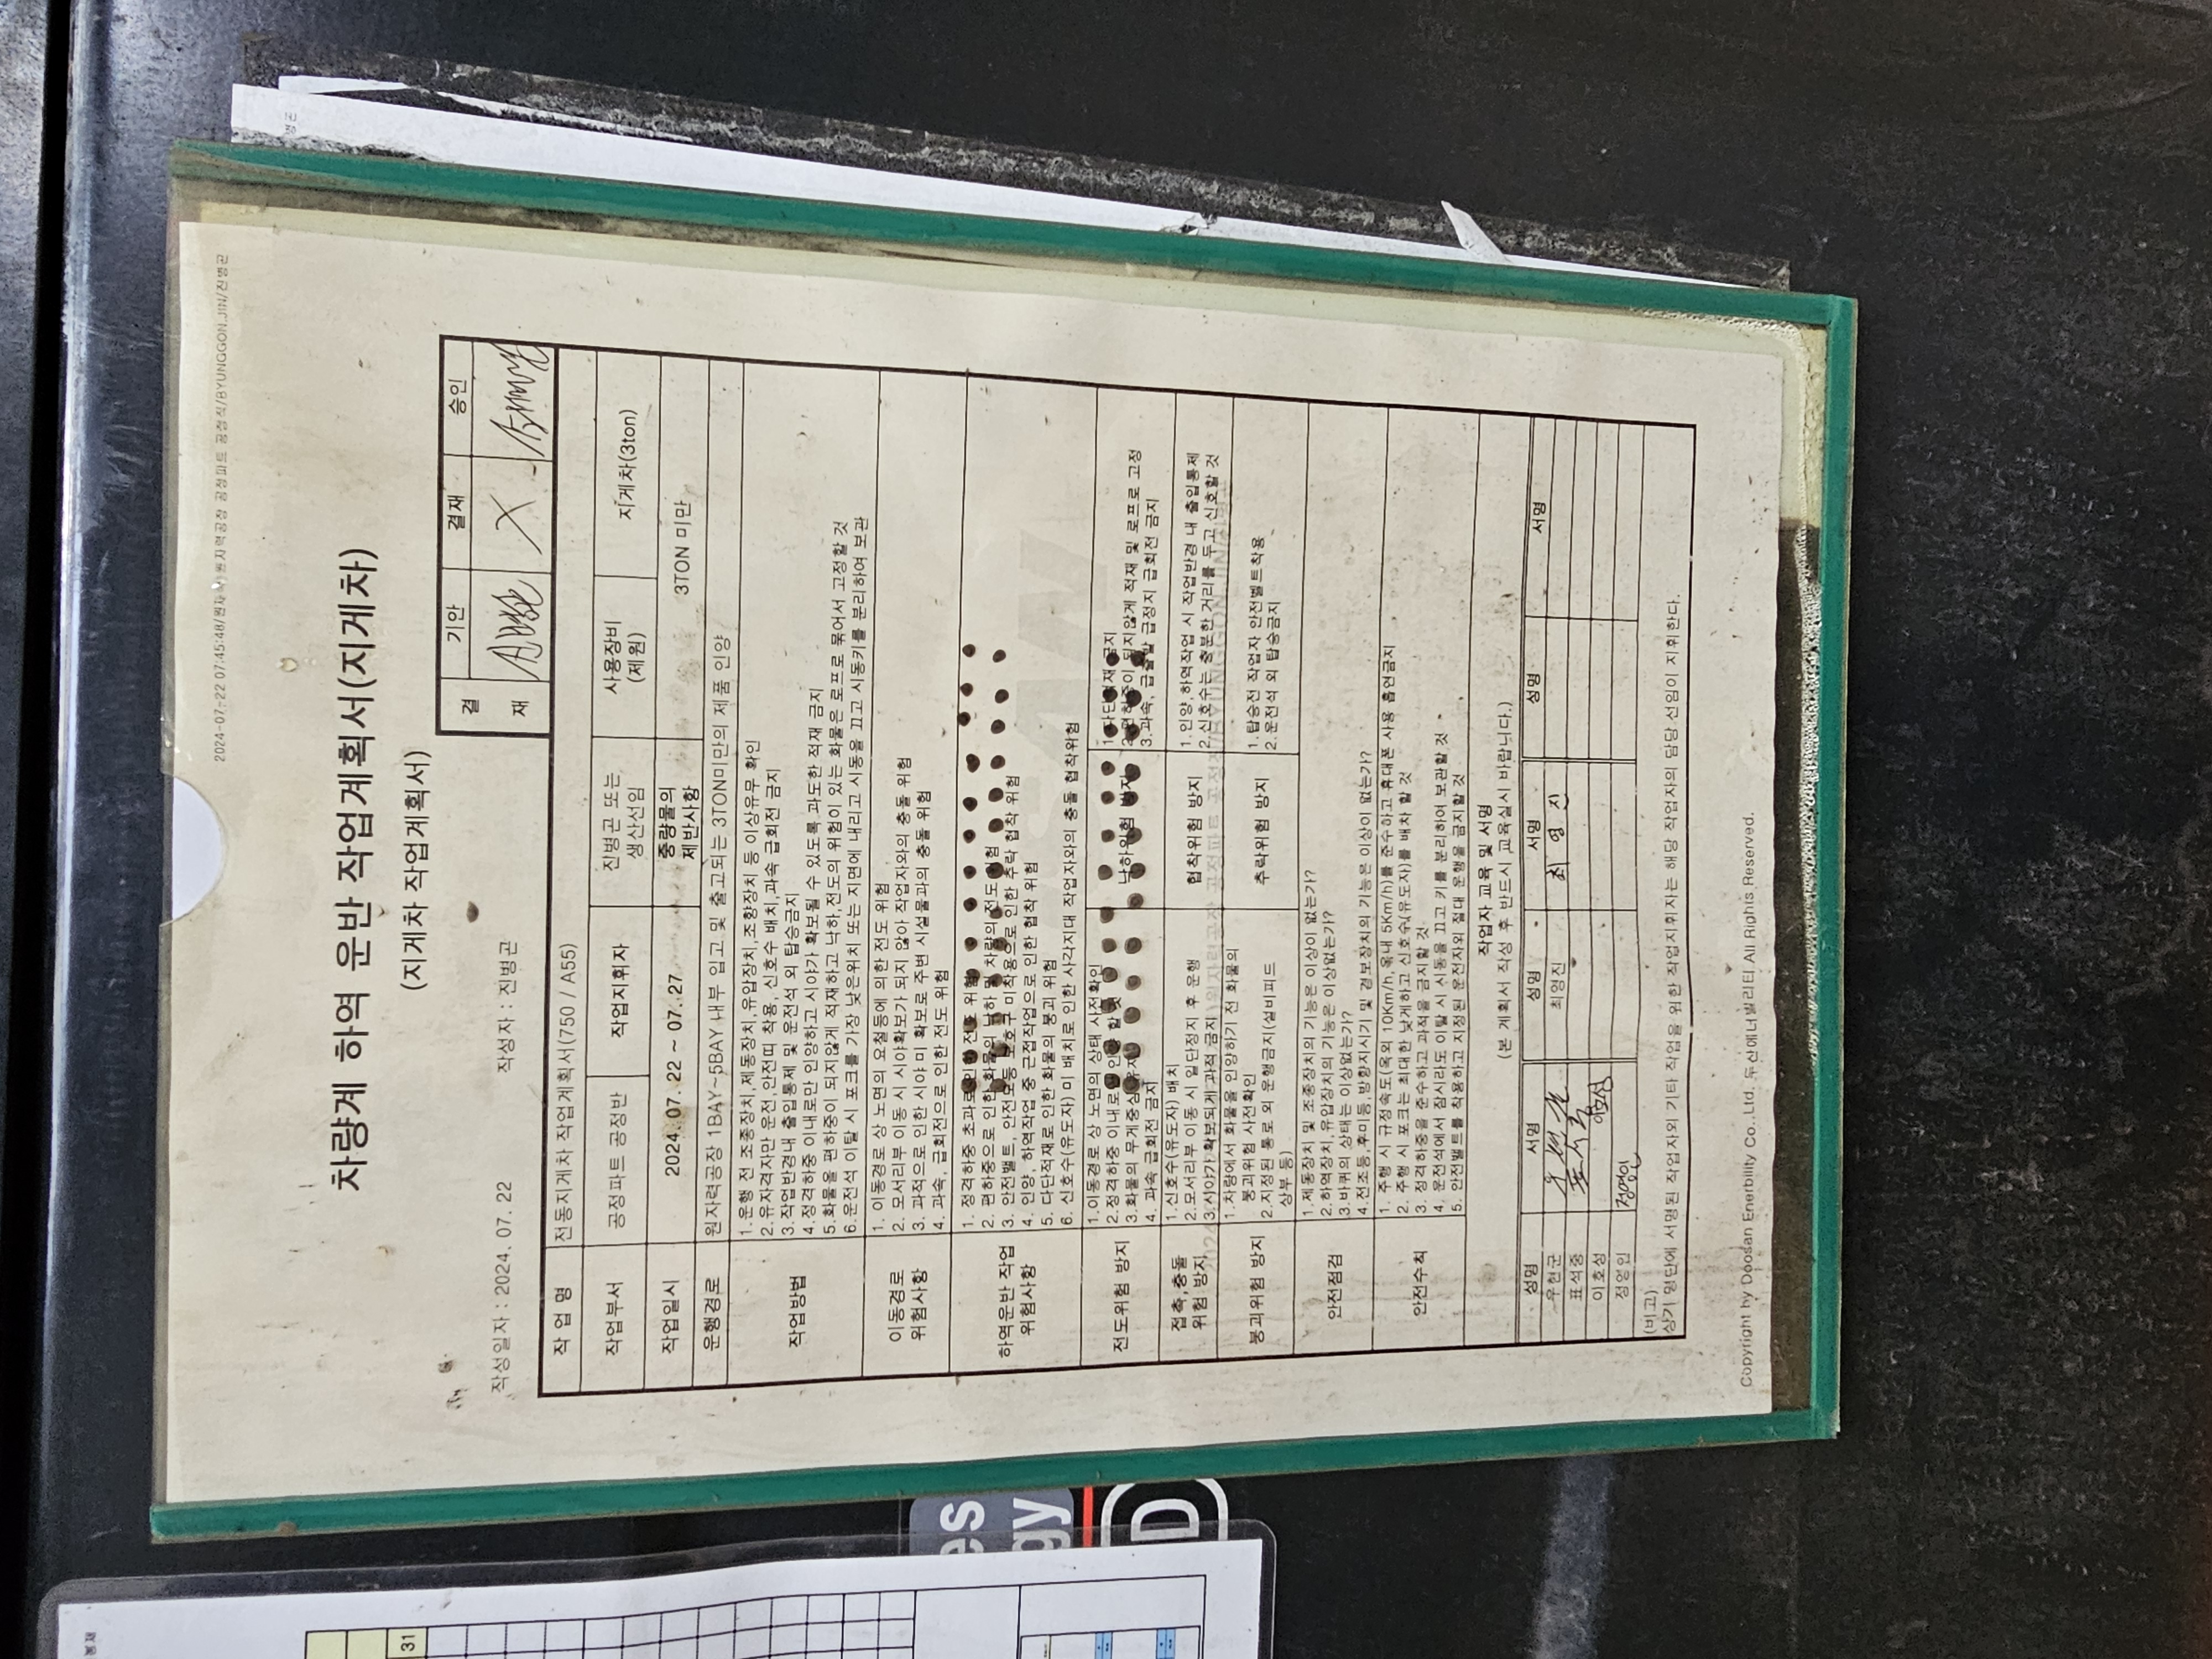 봉재
31
es
gy
D
병곤
2024-07-22 07:45:48/원자력공장 공정파트 공정직/BYUNGGON.JIN/진병곤
차량계 하역 운반 작업계획서(지게차)
(지게차 작업계획서)
결재 기안 결재 승인
작성일자 : 2024. 07. 22 작성자 : 진병곤
작 업 명 전동지게차 작업계획서(750 / A55)
작업부서 공정파트 공정반 작업지휘자 진병곤 또는 생산선임 사용장비 (제원) 지게차(3ton)
작업일시 2024. 07. 22 ~ 07. 27 중량물의 제반사항 3TON 미만
운행경로 원자력공장 1BAY~5BAY 내부 입고 및 출고되는 3TON미만의 제품 인양
작업방법
1.운행 전 조종장치,제동장치,유압장치,조향장치 등 이상유무 확인
2.유자격자만 운전,안전띠 착용, 신호수 배치,과속 급회전 금지
3.작업반경내 출입통제 및 운전석 외 탑승금지
4.정격하중 이내로만 인양하고 시야가 확보될 수 있도록 과도한 적재 금지
5.화물을 편하중이 되지않게 적재하고 낙하,전도의 위험이 있는 화물은 로프로 묶어서 고정할 것
6.운전석 이탈 시 포크를 가장 낮은위치 또는 지면에 내리고 시동을 끄고 시동키를 분리하여 보관
이동경로 위험사항
1. 이동경로 상 노면의 요철등에 의한 전도 위험
2. 모서리부 이동 시 시야확보가 되지 않아 작업자와의 충돌 위험
3. 과적으로 인한 시야 미 확보로 주변 시설물과의 충돌 위험
4. 과속, 급회전으로 인한 전도 위험
하역운반 작업 위험사항
1. 정격하중 초과로 인한 전도 위험
2. 편하중으로 인한 화물의 낙하 및 차량의 전도 위험
3. 안전밸트, 안전모등 보호구 미착용으로 인한 추락 협착 위험
4. 인양, 하역작업 중 근접작업으로 인한 협착 위험
5. 다단적재로 인한 화물의 붕괴 위험
6. 신호수(유도자) 미 배치로 인한 사각지대 작업자와의 충돌 협착위험
전도위험 방지
1.이동경로 상 노면의 상태 사전확인
2.정격하중 이내로만 인양 할 것
3.화물의 무게중심 유지
4. 과속 급회전 금지
낙하위험 방지
1.다단적재 금지
2.편하중이 되지않게 적재 및 로프로 고정
3.과속, 급출발 급정지 급회전 금지
접촉,충돌 위험 방지
1.신호수(유도자) 배치
2.모서리부 이동 시 일단정지 후 운행
3.시야가 확보되게 과적 금지
협착위험 방지
1.인양,하역작업 시 작업반경 내 출입통제
2.신호수는 충분한 거리를 두고 신호할 것
붕괴위험 방지
1.차량에서 화물을 인양하기 전 화물의
붕괴위험 사전확인
2.지정된 통로 외 운행금지(설비피드
상부 등)
추락위험 방지
1.탑승전 작업자 안전벨트착용
2.운전석 외 탑승금지
안전점검
1.제동장치 및 조종장치의 기능은 이상이 없는가?
2.하역장치,유압장치의 기능은 이상없는가?
3.바퀴의 상태는 이상없는가?
4.전조등,후미등,방향지시기 및 경보장치의 기능은 이상이 없는가?
안전수칙
1. 주행 시 규정속도(옥외 10Km/h,옥내 5Km/h)를 준수하고 휴대폰 사용 흡연금지
2. 주행 시 포크는 최대한 낮게하고 신호수(유도자)를 배차 할 것
3. 정격하중을 준수하고 과적을 금지할 것
4. 운전석에서 잠시라도 이탈 시 시동을 끄고 키를 분리하여 보관할 것
5. 안전밸트를 착용하고 지정된 운전자외 절대 운행을 금지할 것
작업자 교육 및 서명
(본 계획서 작성 후 반드시 교육실시 바랍니다.)
성명 서명 성명 서명 성명 서명
우현군 최영진 최 영 진
표석중
이호성 이호성
정영인 정영인
(비고)
상기 명단에 서명된 작업자외 기타 작업을 위한 작업지휘자는 해당 작업자의 담당 선임이 지휘한다.
Copyright by Doosan Enerbility Co.,Ltd. 두산에너빌리티 All Rights Reserved.